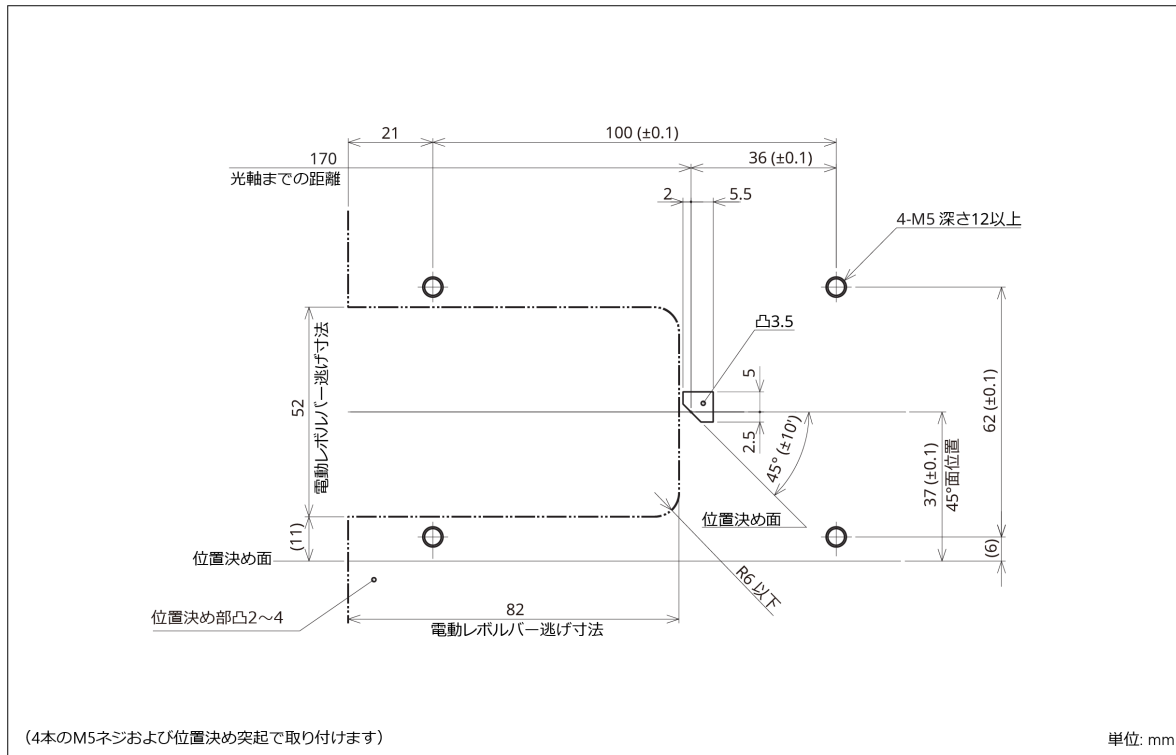 21
100 (±0.1)
170
光軸までの距離
36 (±0.1)
2
5.5
4-M5 深さ12以上
凸3.5
52
電動レボルバー逃げ寸法
5
2.5
45° (±10')
62 (±0.1)
37 (±0.1)
45°面位置
位置決め面
(11)
(6)
位置決め面
R6 以下
位置決め部凸2～4
82
電動レボルバー逃げ寸法
(4本のM5ネジおよび位置決め突起で取り付けます)
単位: mm